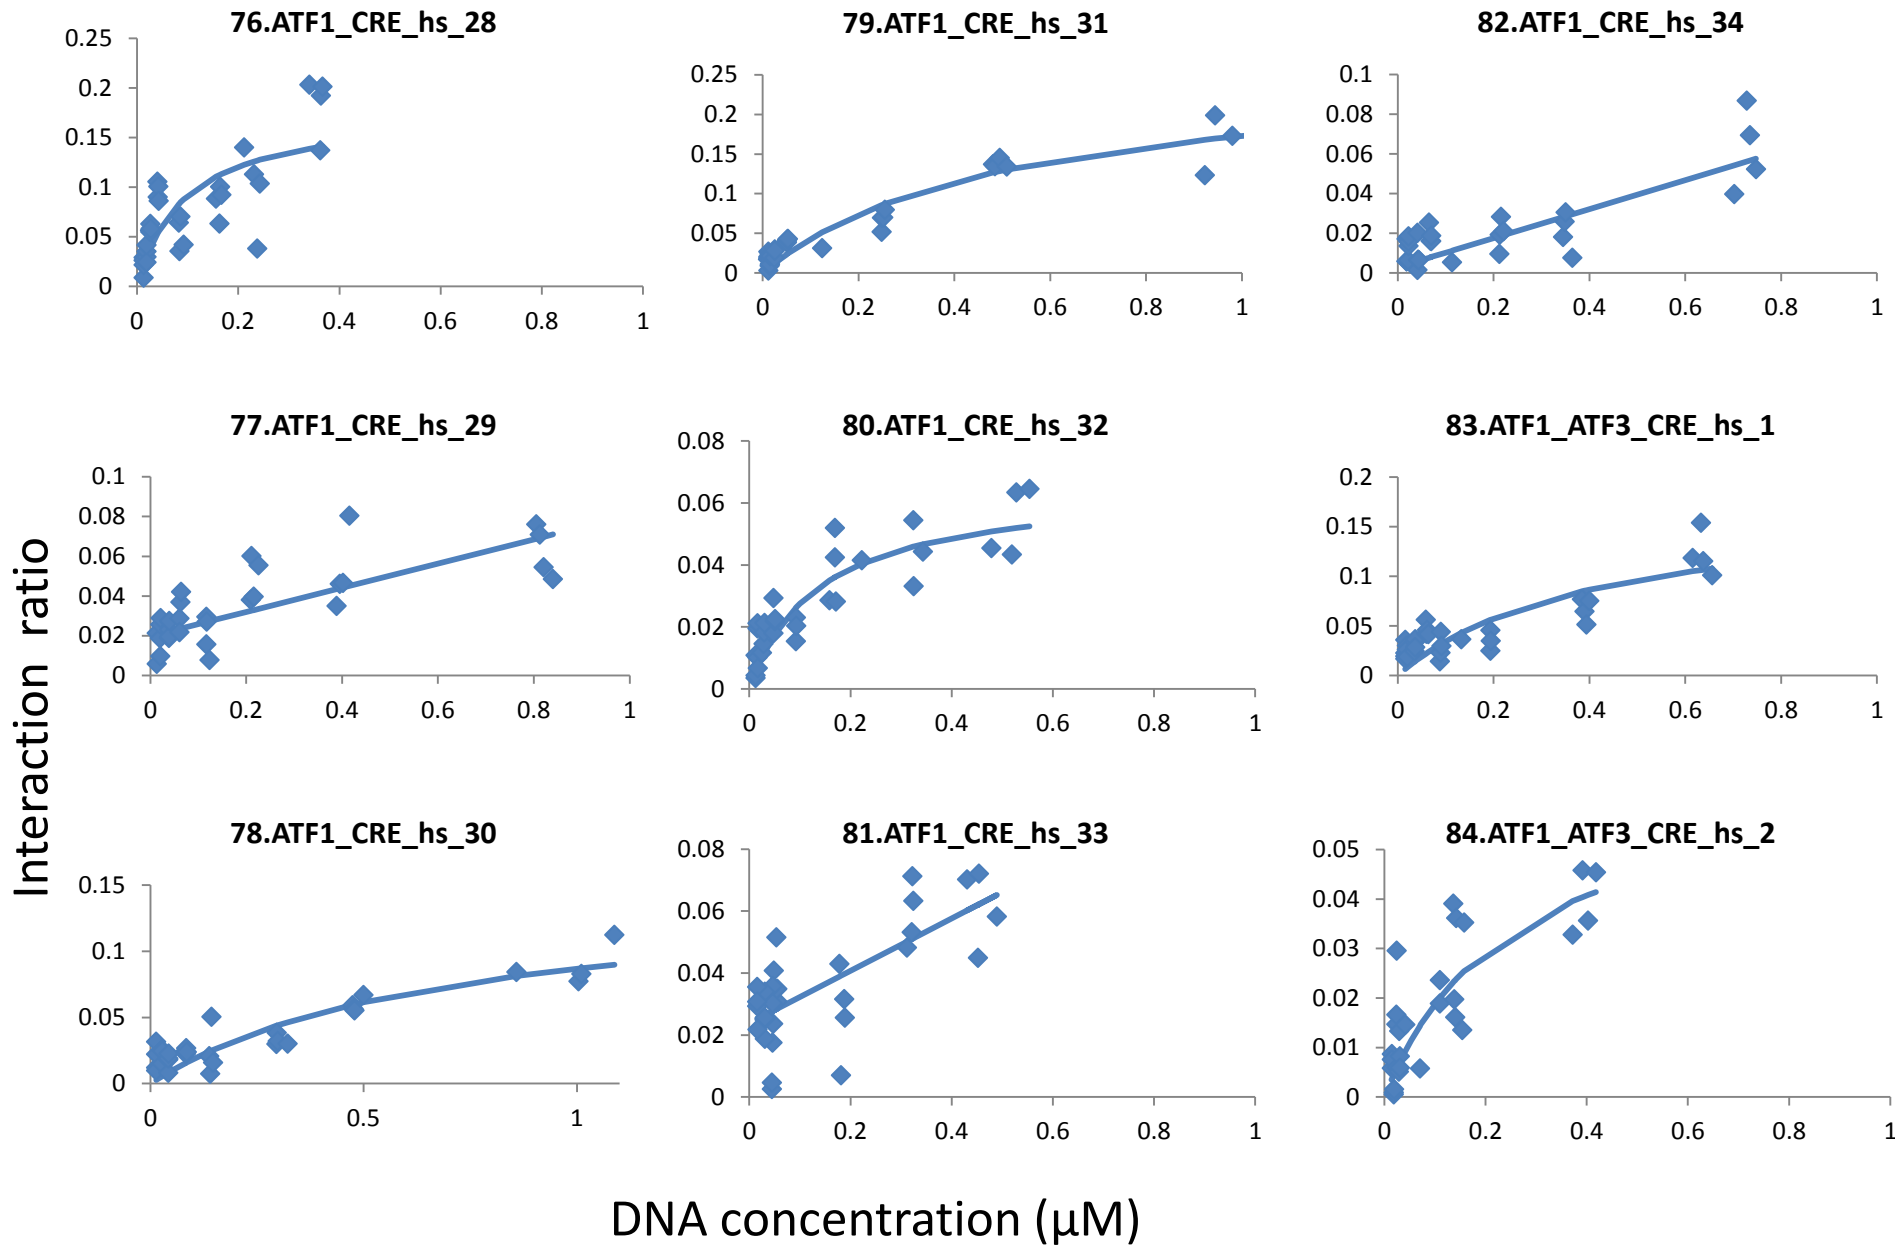 76.ATF1_CRE_hs_28
0.25
0.2
0.15
0.1
0.05
0
0 0.2 0.4 0.6 0.8 1
79.ATF1_CRE_hs_31
0.25
0.2
0.15
0.1
0.05
0
0 0.2 0.4 0.6 0.8 1
82.ATF1_CRE_hs_34
0.1
0.08
0.06
0.04
0.02
0
0 0.2 0.4 0.6 0.8 1
77.ATF1_CRE_hs_29
0.1
0.08
0.06
0.04
0.02
0
0 0.2 0.4 0.6 0.8 1
80.ATF1_CRE_hs_32
0.08
0.06
0.04
0.02
0
0 0.2 0.4 0.6 0.8 1
83.ATF1_ATF3_CRE_hs_1
0.2
0.15
0.1
0.05
0
0 0.2 0.4 0.6 0.8 1
78.ATF1_CRE_hs_30
0.15
0.1
0.05
0
0 0.5 1
81.ATF1_CRE_hs_33
0.08
0.06
0.04
0.02
0
0 0.2 0.4 0.6 0.8 1
84.ATF1_ATF3_CRE_hs_2
0.05
0.04
0.03
0.02
0.01
0
0 0.2 0.4 0.6 0.8 1
Interaction ratio
DNA concentration (μM)